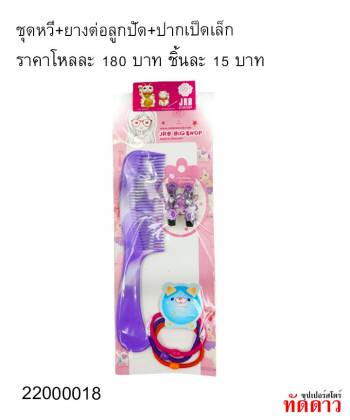 ชุดหวี+ยางต่อลูกปัด+ปากเป็ดเล็ก
ราคาโหลละ 180 บาท ชิ้นละ 15 บาท
JRB
JRB BIG SHOP
22000018
ซุปเปอร์สโตร์
ทัดดาว